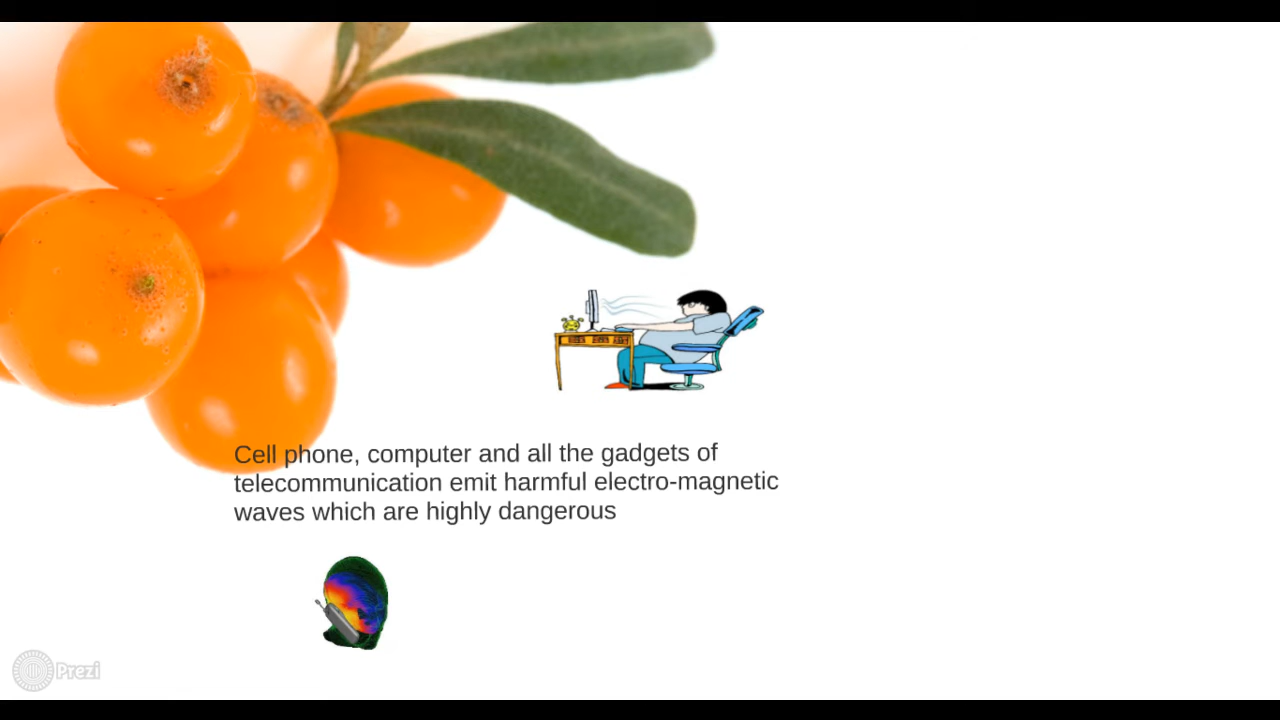 Cell phone, computer and all the gadgets of
telecommunication emit harmful electro-magnetic
waves which are highly dangerous
Prezi